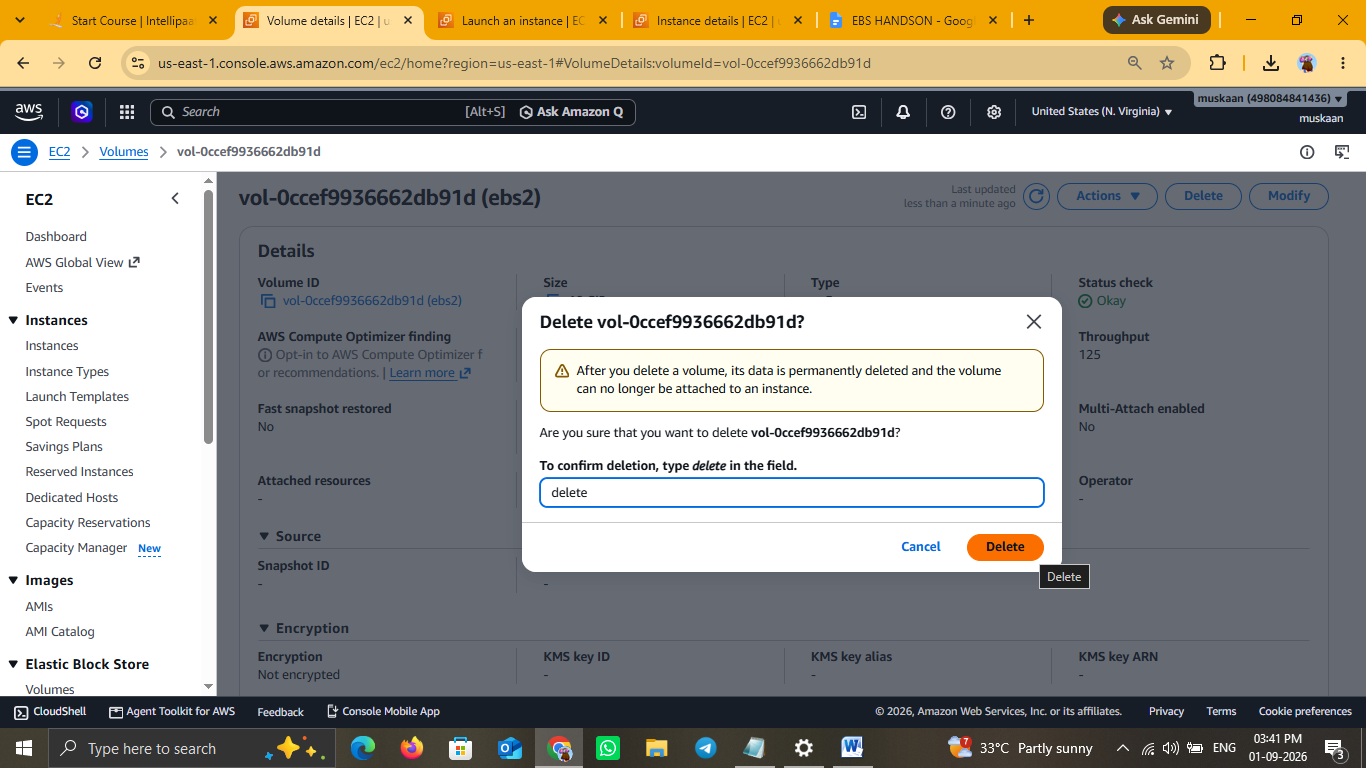 Start Course | Intellipaa
Volume details | EC2 | u
Launch an instance | EC
Instance details | EC2 | u
EBS HANDSON - Goog
Ask Gemini
us-east-1.console.aws.amazon.com/ec2/home?region=us-east-1#VolumeDetails:volumeId=vol-0ccef9936662db91d
aws
Search
[Alt+S]
Ask Amazon Q
United States (N. Virginia)
muskaan (498084841436)
muskaan
EC2
Volumes
vol-0ccef9936662db91d
EC2
Dashboard
AWS Global View
Events
Instances
Instances
Instance Types
Launch Templates
Spot Requests
Savings Plans
Reserved Instances
Dedicated Hosts
Capacity Reservations
Capacity Manager New
Images
AMIs
AMI Catalog
Elastic Block Store
Volumes
vol-0ccef9936662db91d (ebs2)
Last updated
less than a minute ago
Actions
Delete
Modify
Details
Volume ID
vol-0ccef9936662db91d (ebs2)
Size
Type
Status check
Okay
AWS Compute Optimizer finding
Opt-in to AWS Compute Optimizer f
or recommendations. | Learn more
Throughput
125
Fast snapshot restored
No
Multi-Attach enabled
No
Attached resources
-
Operator
-
Source
Snapshot ID
-
-
Encryption
Encryption
Not encrypted
KMS key ID
-
KMS key alias
-
KMS key ARN
-
Delete vol-0ccef9936662db91d?
After you delete a volume, its data is permanently deleted and the volume
can no longer be attached to an instance.
Are you sure that you want to delete vol-0ccef9936662db91d?
To confirm deletion, type delete in the field.
delete
Cancel
Delete
Delete
CloudShell
Agent Toolkit for AWS
Feedback
Console Mobile App
© 2026, Amazon Web Services, Inc. or its affiliates.
Privacy
Terms
Cookie preferences
Type here to search
7
33°C Partly sunny
ENG
03:41 PM
01-09-2026
3